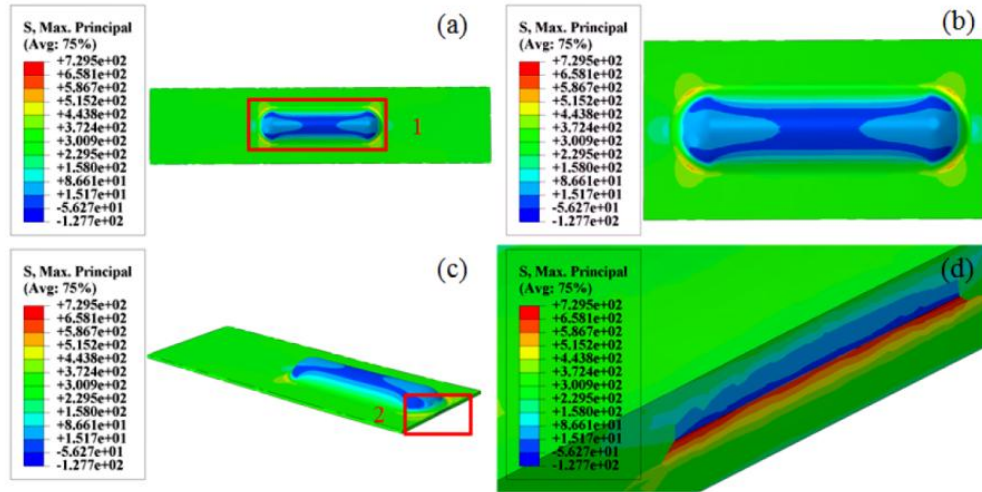 (a)
S, Max. Principal
(Avg: 75%)
+7.295e+02
+6.581e+02
+5.867e+02
+5.152e+02
+4.438e+02
+3.724e+02
+3.009e+02
+2.295e+02
+1.580e+02
+8.661e+01
+1.517e+01
-5.627e+01
-1.277e+02
1
(b)
S, Max. Principal
(Avg: 75%)
+7.295e+02
+6.581e+02
+5.867e+02
+5.152e+02
+4.438e+02
+3.724e+02
+3.009e+02
+2.295e+02
+1.580e+02
+8.661e+01
+1.517e+01
-5.627e+01
-1.277e+02
(c)
S, Max. Principal
(Avg: 75%)
+7.295e+02
+6.581e+02
+5.867e+02
+5.152e+02
+4.438e+02
+3.724e+02
+3.009e+02
+2.295e+02
+1.580e+02
+8.661e+01
+1.517e+01
-5.627e+01
-1.277e+02
2
(d)
S, Max. Principal
(Avg: 75%)
+7.295e+02
+6.581e+02
+5.867e+02
+5.152e+02
+4.438e+02
+3.724e+02
+3.009e+02
+2.295e+02
+1.580e+02
+8.661e+01
+1.517e+01
-5.627e+01
-1.277e+02